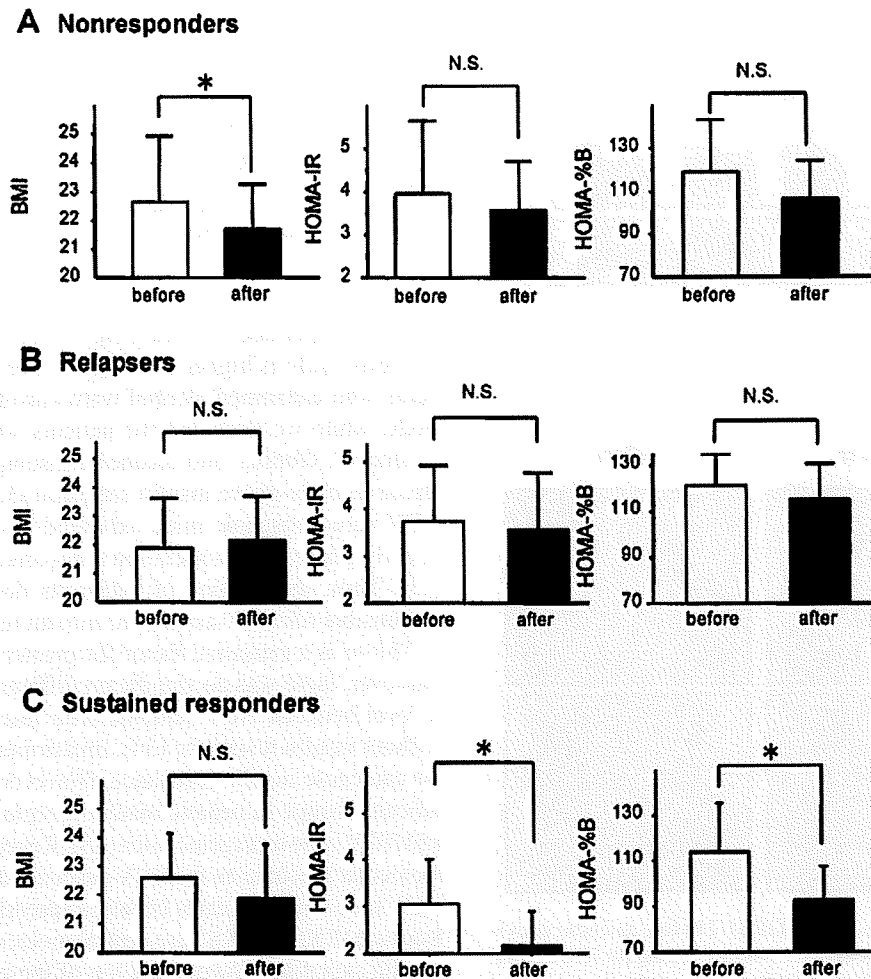 A Nonresponders
*
N.S.
N.S.
BMI
25
24
23
22
21
20
before after
HOMA-IR
5
4
3
2
before after
HOMA-%B
130
110
90
70
before after
B Relapsers
N.S.
N.S.
N.S.
BMI
25
24
23
22
21
20
before after
HOMA-IR
5
4
3
2
before after
HOMA-%B
130
110
90
70
before after
C Sustained responders
N.S.
*
*
BMI
25
24
23
22
21
20
before after
HOMA-IR
5
4
3
2
before after
HOMA-%B
130
110
90
70
before after